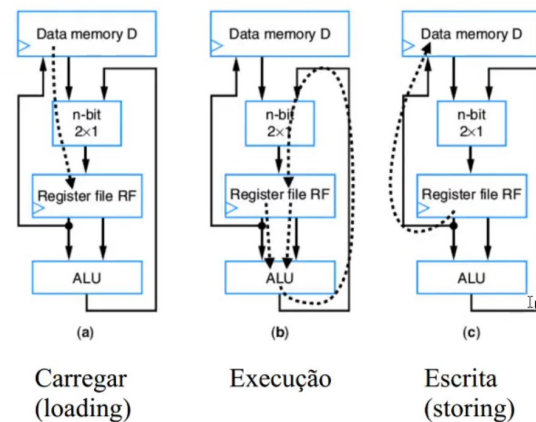 Data memory D
n-bit
2×1
Register file RF
ALU
(a)
Carregar
(loading)
Data memory D
n-bit
2×1
Register file RF
ALU
(b)
Execução
Data memory D
n-bit
2×1
Register file RF
ALU
(c)
Escrita
(storing)